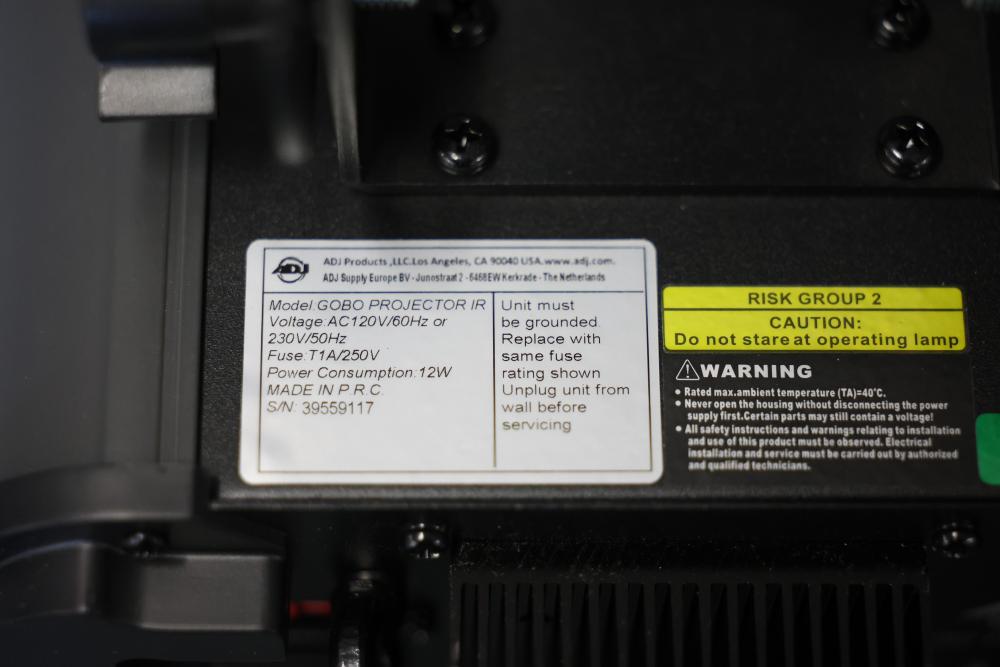 ADJ
ADJ Products ,LLC.Los Angeles, CA 90040 USA.www.adj.com.
ADJ Supply Europe BV - Junostraat 2 - 6468EW Kerkrade - The Netherlands
Model:GOBO PROJECTOR IR
Voltage:AC120V/60Hz or
230V/50Hz
Fuse:T1A/250V
Power Consumption:12W
MADE IN P.R.C.
S/N: 39559117
Unit must
be grounded.
Replace with
same fuse
rating shown
Unplug unit from
wall before
servicing
RISK GROUP 2
CAUTION:
Do not stare at operating lamp
WARNING
• Rated max.ambient temperature (TA)=40°C.
• Never open the housing without disconnecting the power
supply first.Certain parts may still contain a voltage!
• All safety instructions and warnings relating to installation
and use of this product must be observed. Electrical
installation and service must be carried out by authorized
and qualified technicians.